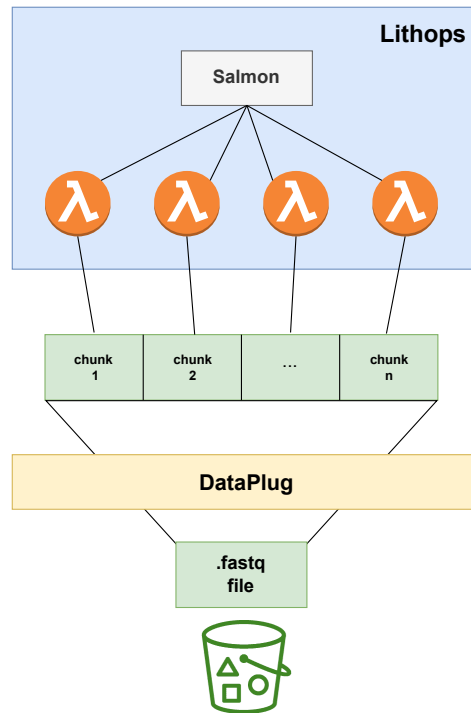 Lithops
Salmon
λ λ λ λ
chunk
1
chunk
2
...
chunk
n
DataPlug
.fastq
file